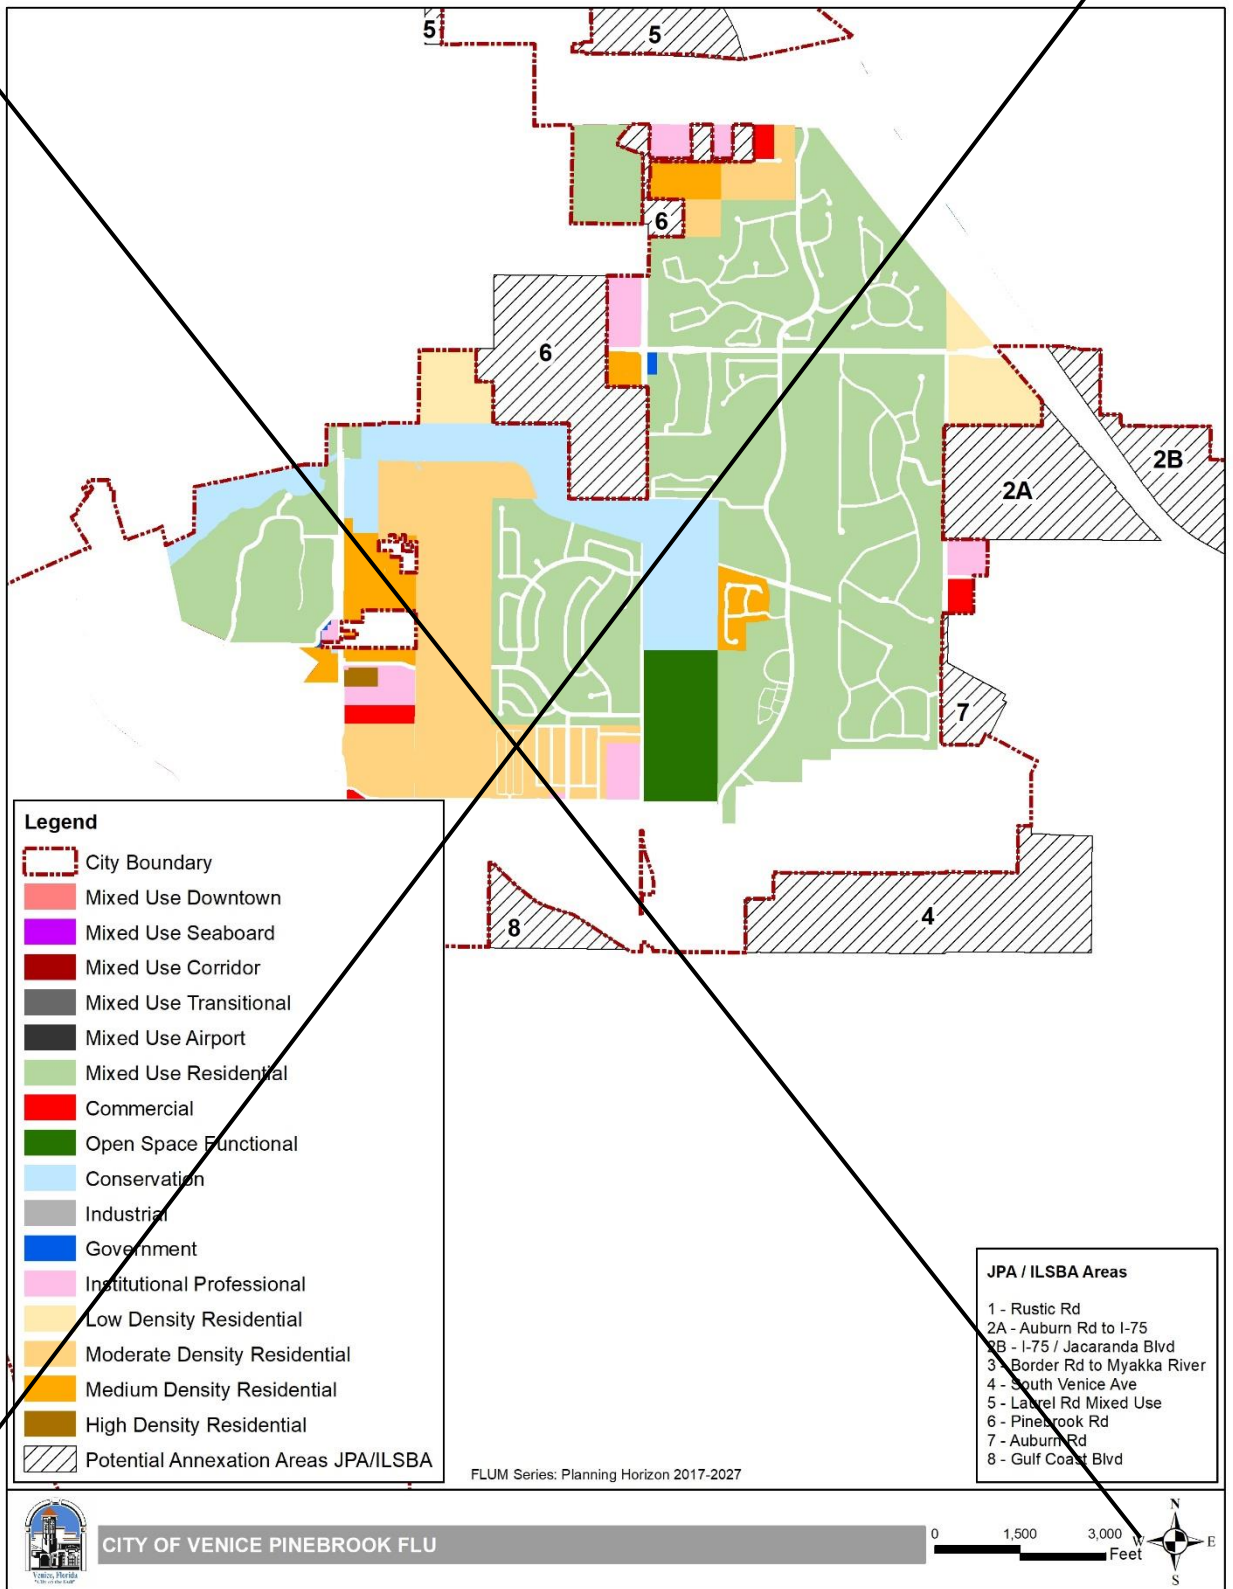 5
5
6
6
2B
2A
7
4
8
Legend
City Boundary
Mixed Use Downtown
Mixed Use Seaboard
Mixed Use Corridor
Mixed Use Transitional
Mixed Use Airport
Mixed Use Residential
Commercial
Open Space Functional
Conservation
Industrial
Government
Institutional Professional
Low Density Residential
Moderate Density Residential
Medium Density Residential
High Density Residential
Potential Annexation Areas JPA/ILSBA
FLUM Series: Planning Horizon 2017-2027
JPA / ILSBA Areas
1 - Rustic Rd
2A - Auburn Rd to I-75
2B - I-75 / Jacaranda Blvd
3 - Border Rd to Myakka River
4 - South Venice Ave
5 - Laurel Rd Mixed Use
6 - Pinebrook Rd
7 - Auburn Rd
8 - Gulf Coast Blvd
Venice, Florida
CITY OF VENICE PINEBROOK FLU
0 1,500 3,000
Feet
N
W E
S